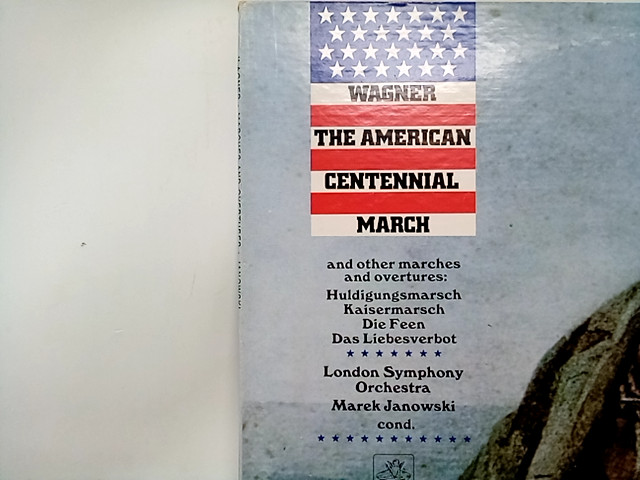 WAGNER
THE AMERICAN
CENTENNIAL
MARCH
and other marches
and overtures:
Huldigungsmarsch
Kaisermarsch
Die Feen
Das Liebesverbot
London Symphony
Orchestra
Marek Janowski
cond.